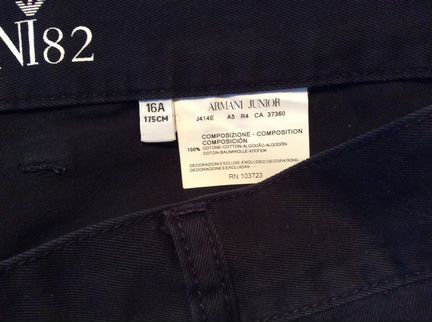 NI82
16A
175CM
ARMANI JUNIOR
J414E A5 R4 CA 37360
COMPOSIZIONE - COMPOSITION
COMPOSICIÓN
100% COTONE-COTTON-ALGODÃO-ALGODÓN
COTON-BAUMWOLLE-ХЛОПОК
DECORAZIONI ESCLUSE-EXCLUDED DECORATIONS-
DECORACIONES EXCLUIDAS
RN 103723